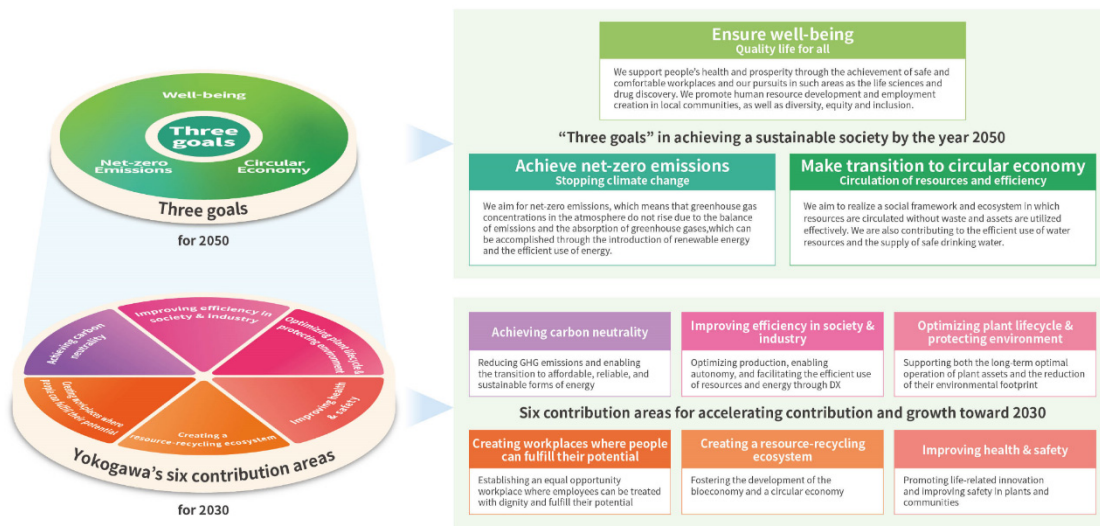 Well-being
Three
goals
Net-zero
Emissions
Circular
Economy
Three goals
for 2050
Ensure well-being
Quality life for all
We support people's health and prosperity through the achievement of safe and
comfortable workplaces and our pursuits in such areas as the life sciences and
drug discovery. We promote human resource development and employment
creation in local communities, as well as diversity, equity and inclusion.
“Three goals” in achieving a sustainable society by the year 2050
Achieve net-zero emissions
Stopping climate change
We aim for net-zero emissions, which means that greenhouse gas
concentrations in the atmosphere do not rise due to the balance
of emissions and the absorption of greenhouse gases,which can
be accomplished through the introduction of renewable energy
and the efficient use of energy.
Make transition to circular economy
Circulation of resources and efficiency
We aim to realize a social framework and ecosystem in which
resources are circulated without waste and assets are utilized
effectively. We are also contributing to the efficient use of water
resources and the supply of safe drinking water.
Achieving carbon
neutrality
Improving efficiency in
society & industry
Optimizing plant lifecycle &
protecting environment
Creating workplaces where
people can fulfill their potential
Creating a
resource-recycling ecosystem
Improving health
& safety
Yokogawa's six contribution areas
for 2030
Achieving carbon neutrality
Reducing GHG emissions and enabling
the transition to affordable, reliable, and
sustainable forms of energy
Improving efficiency in society &
industry
Optimizing production, enabling
autonomy, and facilitating the efficient use
of resources and energy through DX
Optimizing plant lifecycle &
protecting environment
Supporting both the long-term optimal
operation of plant assets and the reduction
of their environmental footprint
Six contribution areas for accelerating contribution and growth toward 2030
Creating workplaces where people
can fulfill their potential
Establishing an equal opportunity
workplace where employees can be treated
with dignity and fulfill their potential
Creating a resource-recycling
ecosystem
Fostering the development of the
bioeconomy and a circular economy
Improving health & safety
Promoting life-related innovation
and improving safety in plants and
communities